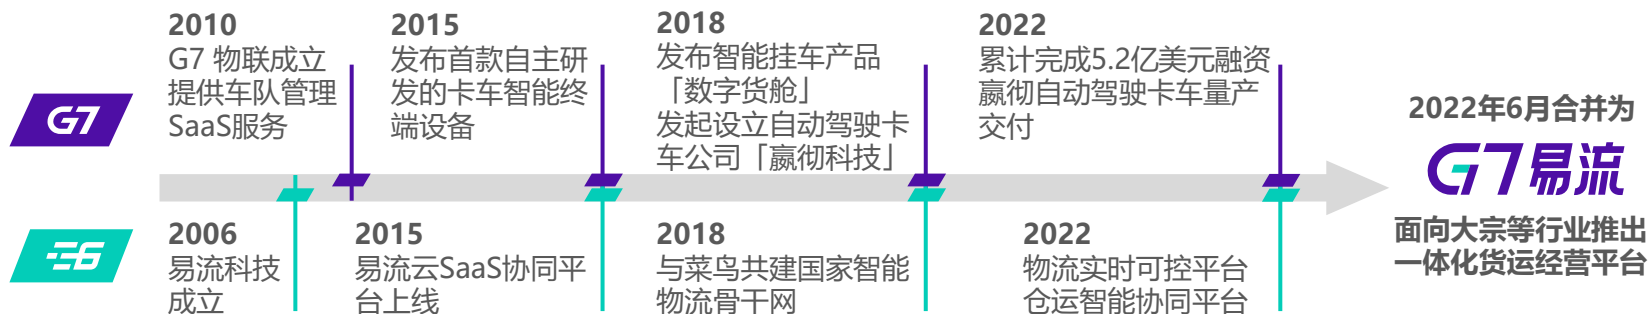 G7
2010
G7 物联成立
提供车队管理
SaaS服务
2015
发布首款自主研
发的卡车智能终
端设备
2018
发布智能挂车产品
「数字货舱」
发起设立自动驾驶卡
车公司「嬴彻科技」
2022
累计完成5.2亿美元融资
嬴彻自动驾驶卡车量产
交付
E6
2006
易流科技
成立
2015
易流云SaaS协同平
台上线
2018
与菜鸟共建国家智能
物流骨干网
2022
物流实时可控平台
仓运智能协同平台
2022年6月合并为
G7易流
面向大宗等行业推出
一体化货运经营平台